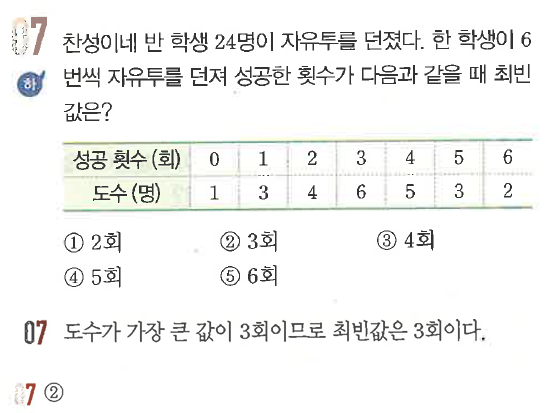 07 찬성이네 반 학생 24명이 자유투를 던졌다. 한 학생이 6
하 번씩 자유투를 던져 성공한 횟수가 다음과 같을 때 최빈
값은?
성공 횟수 (회) 0 1 2 3 4 5 6
도수 (명) 1 3 4 6 5 3 2
① 2회 ② 3회 ③ 4회
④ 5회 ⑤ 6회
07 도수가 가장 큰 값이 3회이므로 최빈값은 3회이다.
07 ②